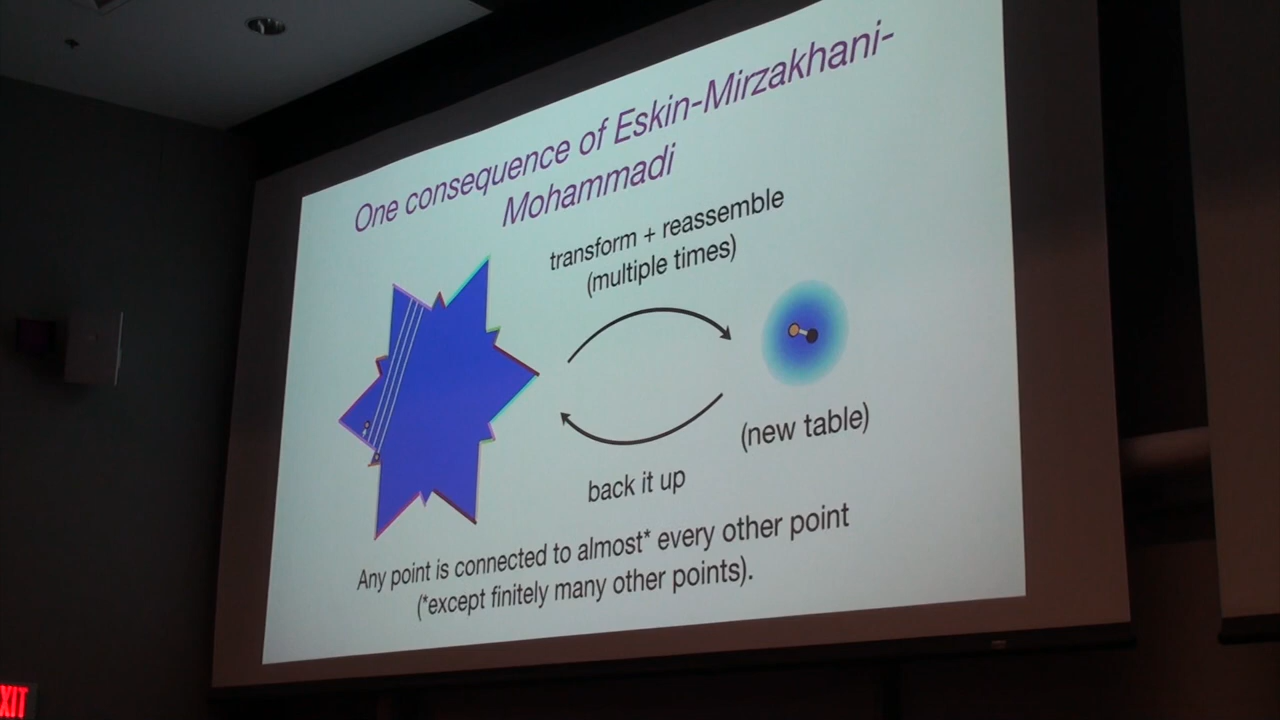 One consequence of Eskin-Mirzakhani-
Mohammadi
transform + reassemble
(multiple times)
(new table)
back it up
Any point is connected to almost* every other point
(*except finitely many other points).
XIT